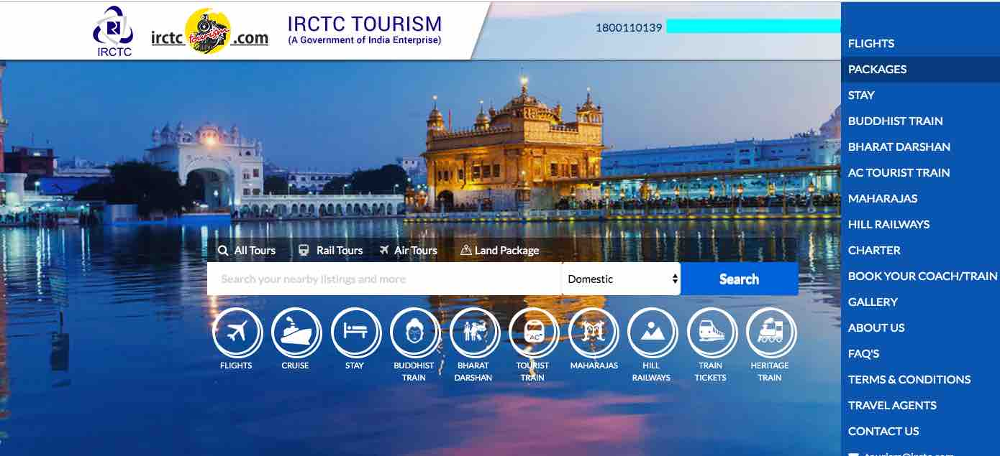 IRCTC
irctc tourism .com
IRCTC TOURISM
(A Government of India Enterprise)
1800110139
All Tours
Rail Tours
Air Tours
Land Package
Search your nearby listings and more
Domestic
Search
FLIGHTS
CRUISE
STAY
BUDDHIST
TRAIN
BHARAT
DARSHAN
AC
TOURIST
TRAIN
MAHARAJAS
HILL
RAILWAYS
TRAIN
TICKETS
HERITAGE
TRAIN
FLIGHTS
PACKAGES
STAY
BUDDHIST TRAIN
BHARAT DARSHAN
AC TOURIST TRAIN
MAHARAJAS
HILL RAILWAYS
CHARTER
BOOK YOUR COACH/TRAIN
GALLERY
ABOUT US
FAQ'S
TERMS & CONDITIONS
TRAVEL AGENTS
CONTACT US
tourism@irctc.com